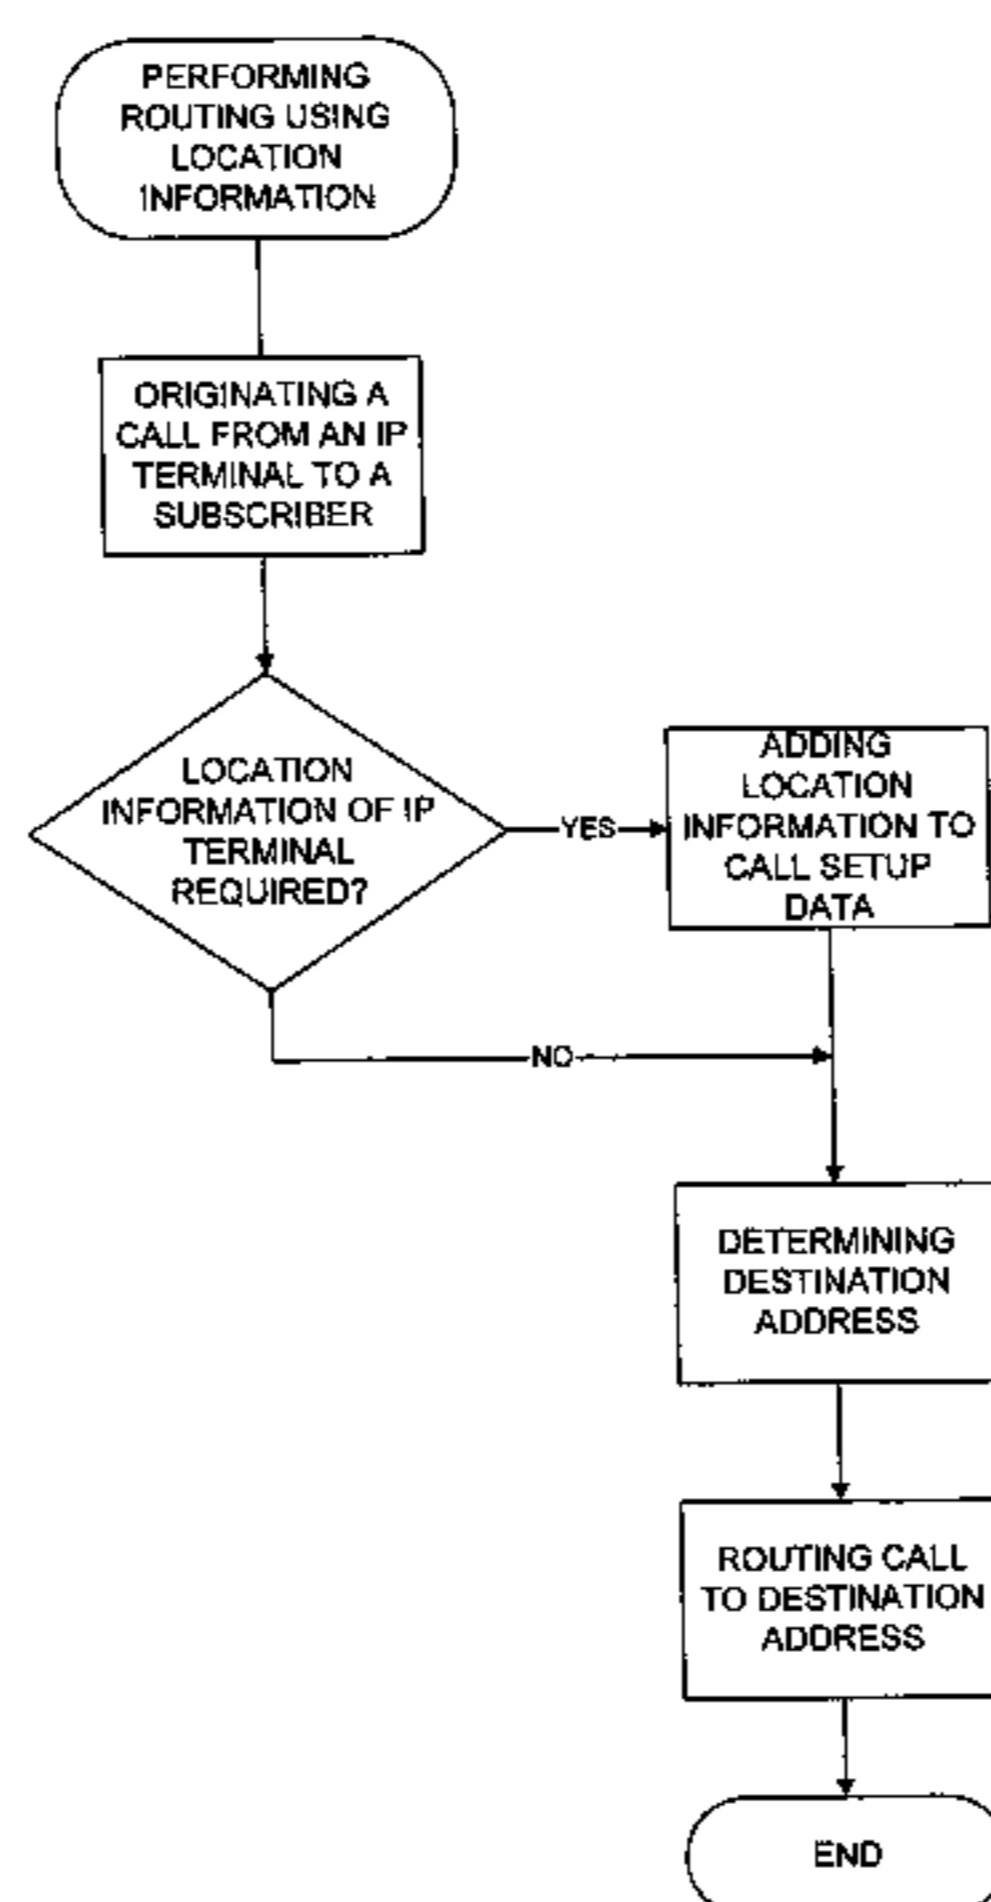 PERFORMING
ROUTING USING
LOCATION
INFORMATION
ORIGINATING A
CALL FROM AN IP
TERMINAL TO A
SUBSCRIBER
LOCATION
INFORMATION OF IP
TERMINAL
REQUIRED?
YES
ADDING
LOCATION
INFORMATION TO
CALL SETUP
DATA
NO
DETERMINING
DESTINATION
ADDRESS
ROUTING CALL
TO DESTINATION
ADDRESS
END